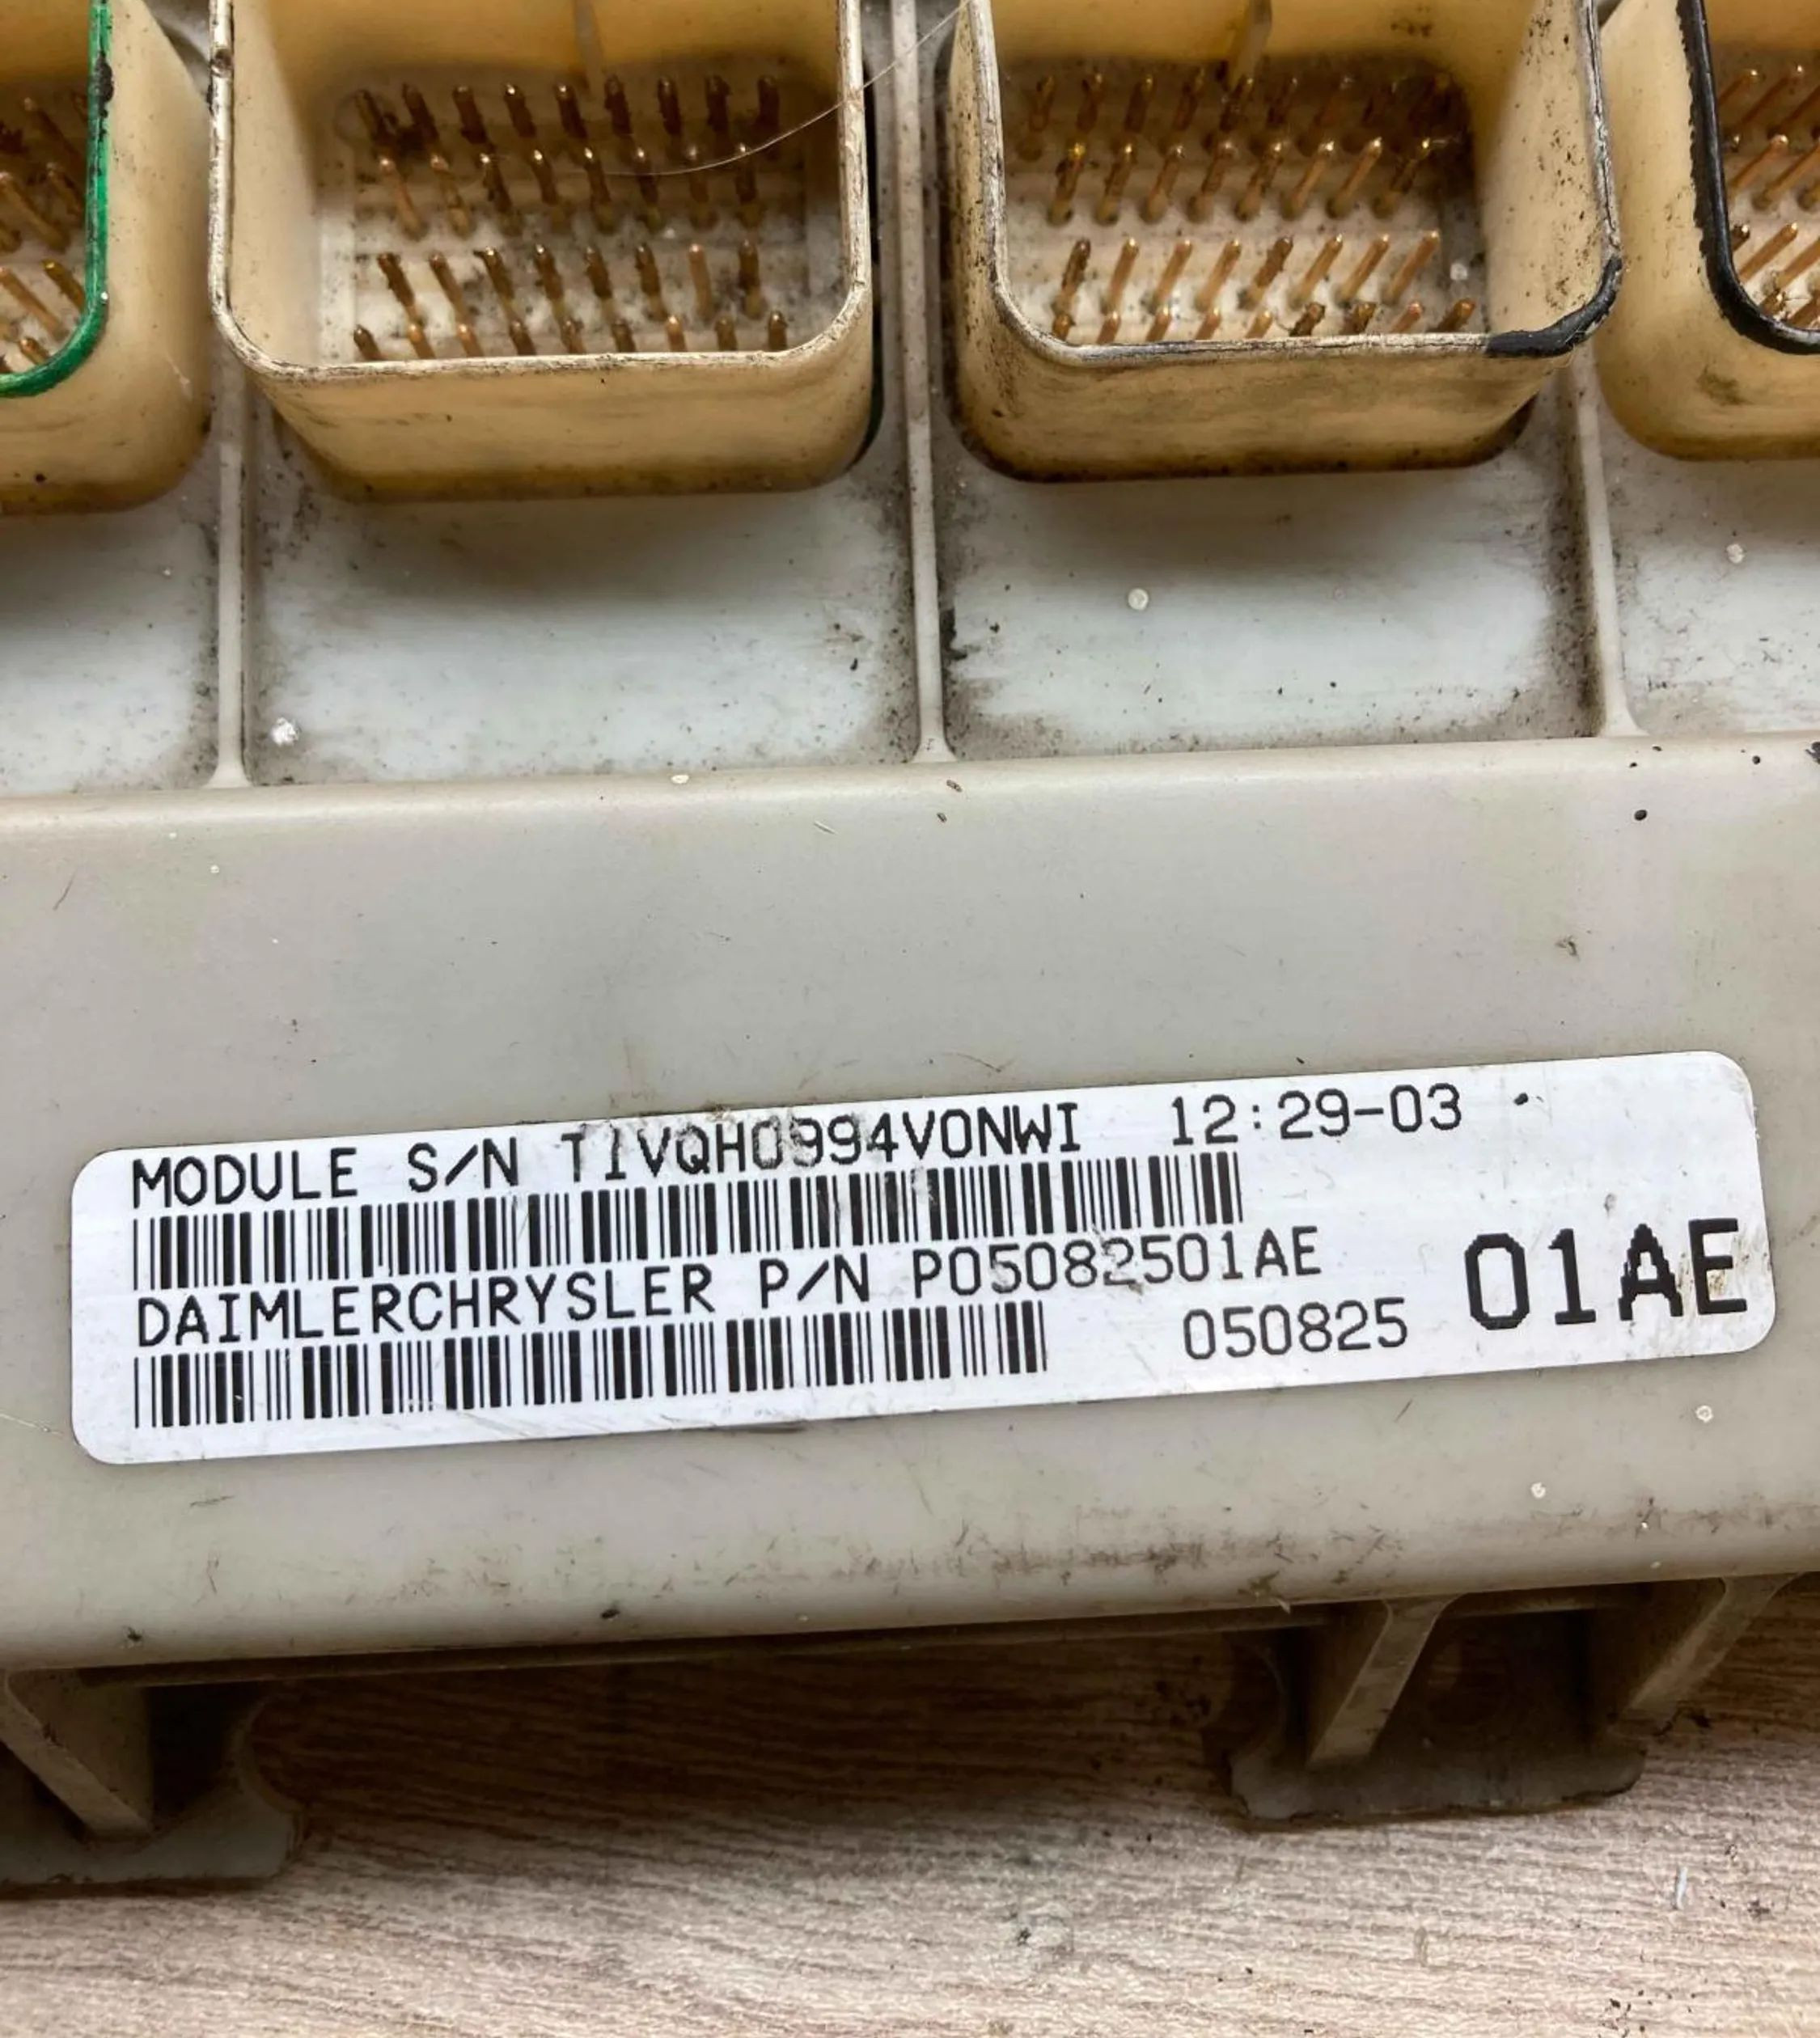 MODULE S/N TIVQH0994V0NWI 12:29-03
DAIMLERCHRYSLER P/N P05082501AE
050825 01AE